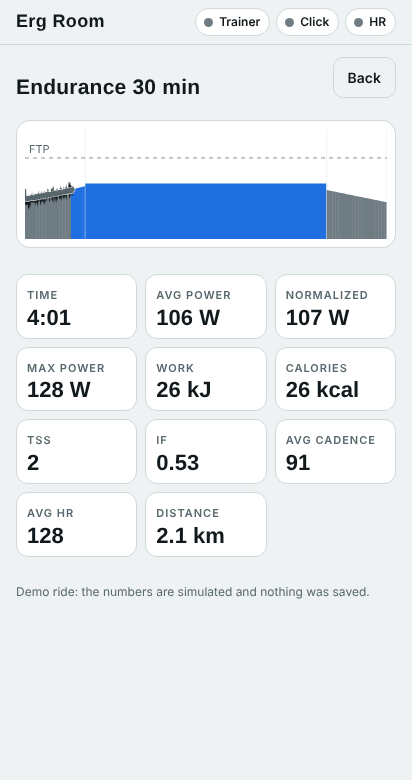 Erg Room
Trainer
Click
HR
Endurance 30 min
Back
FTP
TIME
4:01
AVG POWER
106 W
NORMALIZED
107 W
MAX POWER
128 W
WORK
26 kJ
CALORIES
26 kcal
TSS
2
IF
0.53
AVG CADENCE
91
AVG HR
128
DISTANCE
2.1 km
Demo ride: the numbers are simulated and nothing was saved.